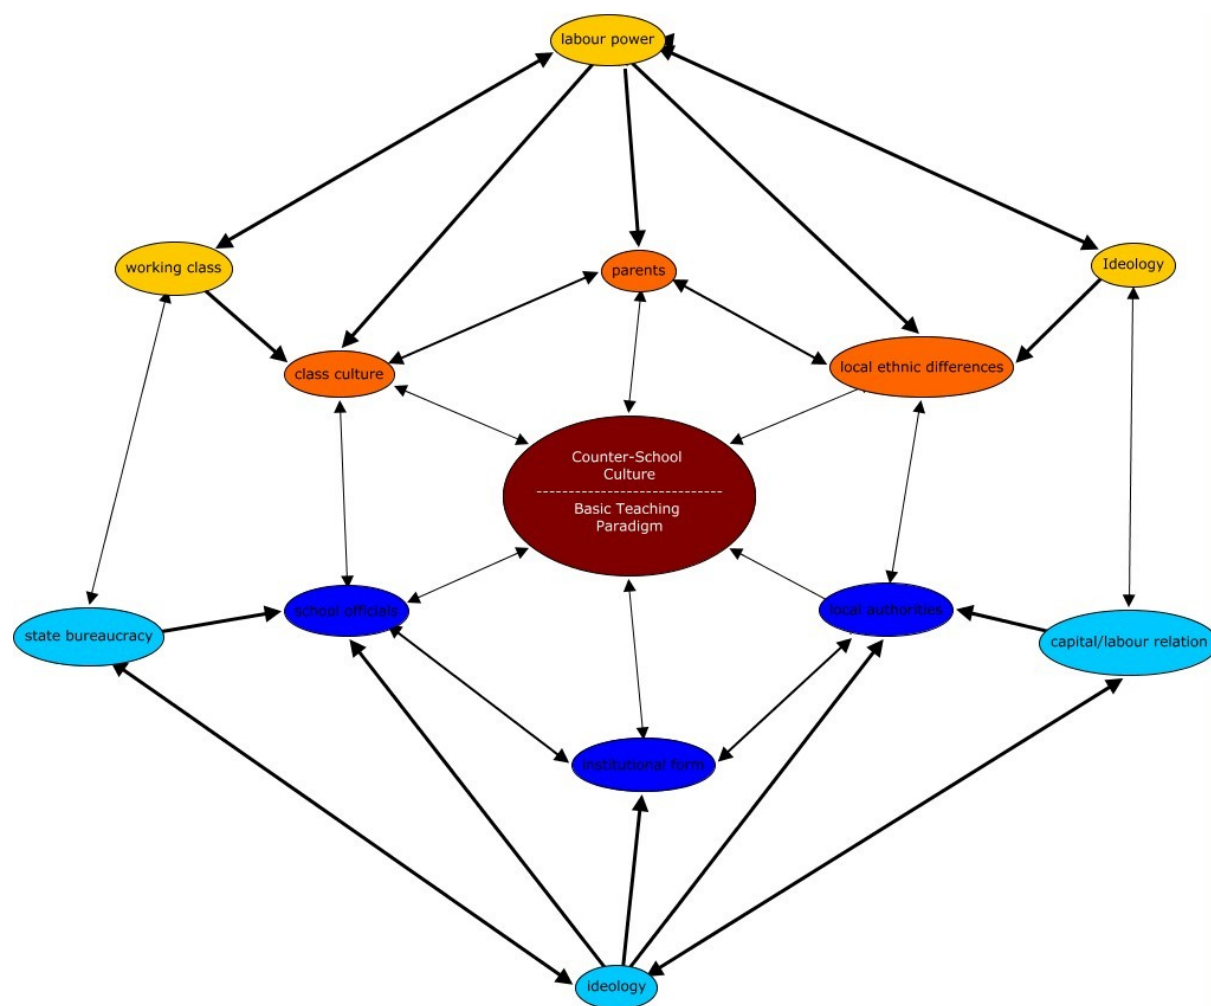 labour power
working class
parents
Ideology
class culture
local ethnic differences
Counter-School
Culture
-----------------------------
Basic Teaching
Paradigm
school officials
local authorities
state bureaucracy
capital/labour relation
institutional form
ideology